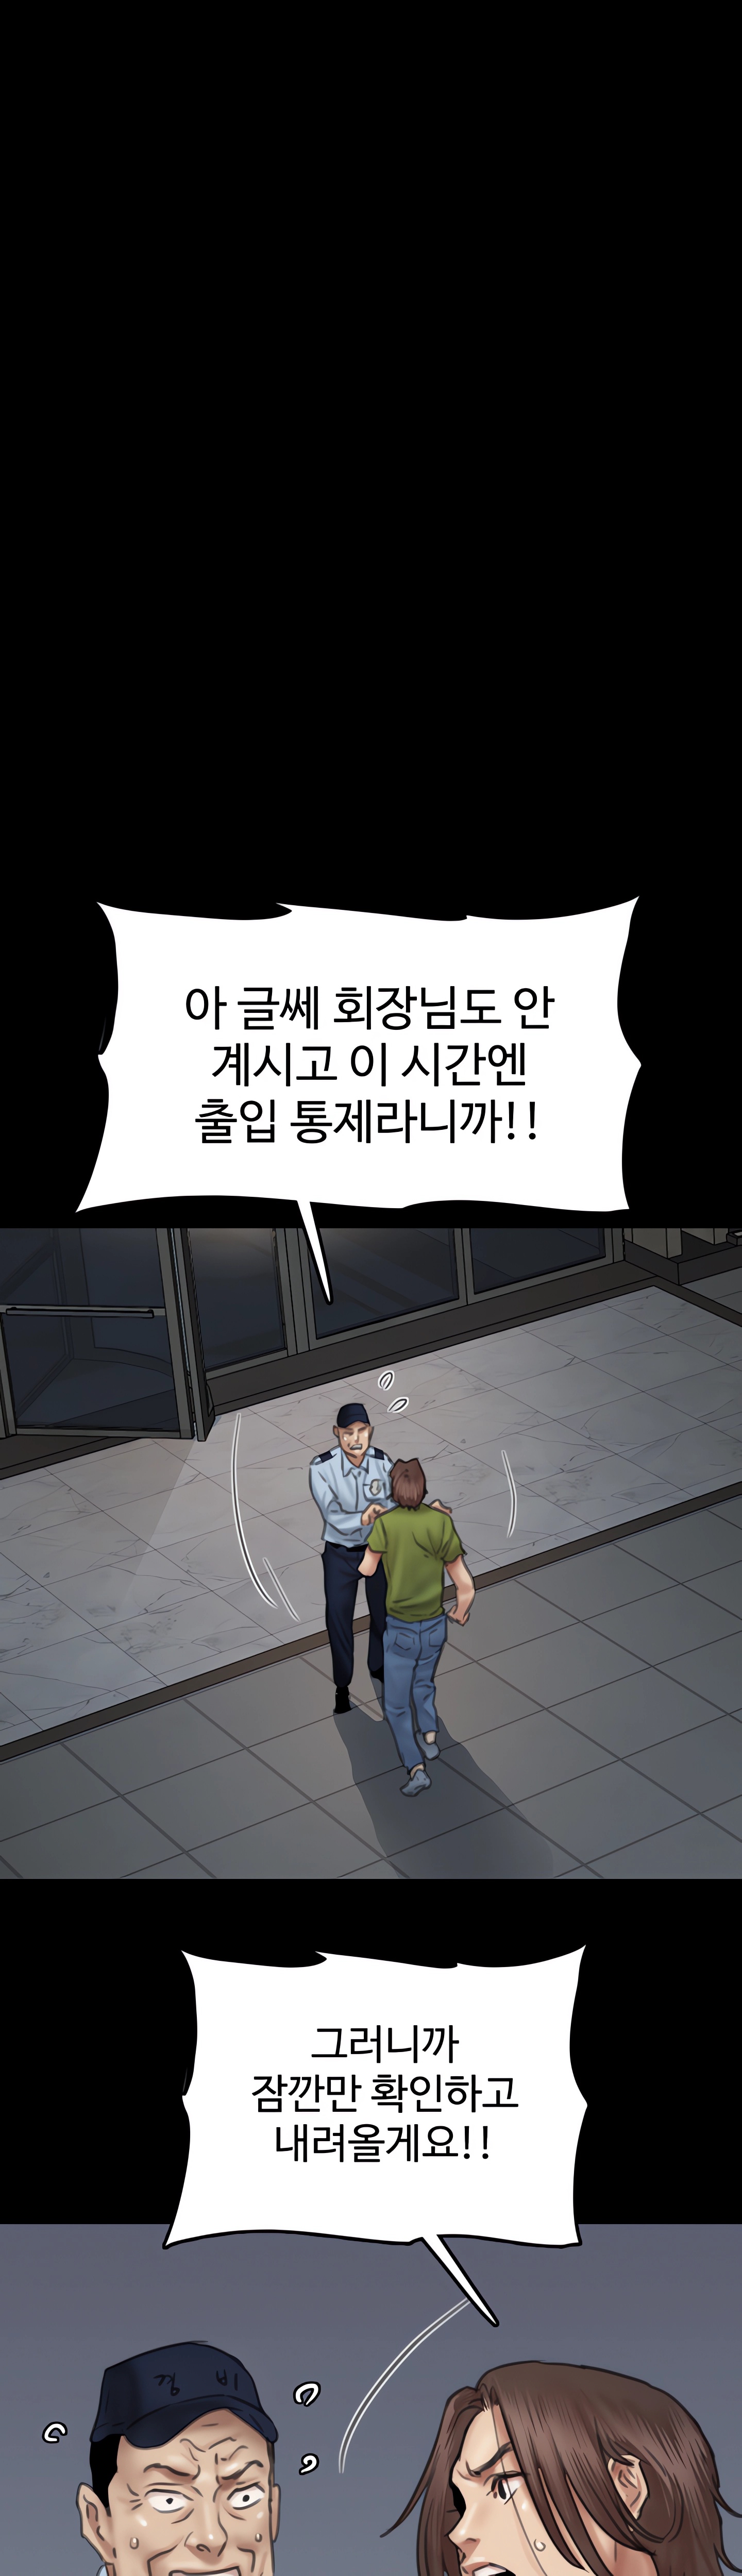 아 글쎄 회장님도 안
계시고 이 시간엔
출입 통제라니까!!
그러니까
잠깐만 확인하고
내려올게요!!
경 비